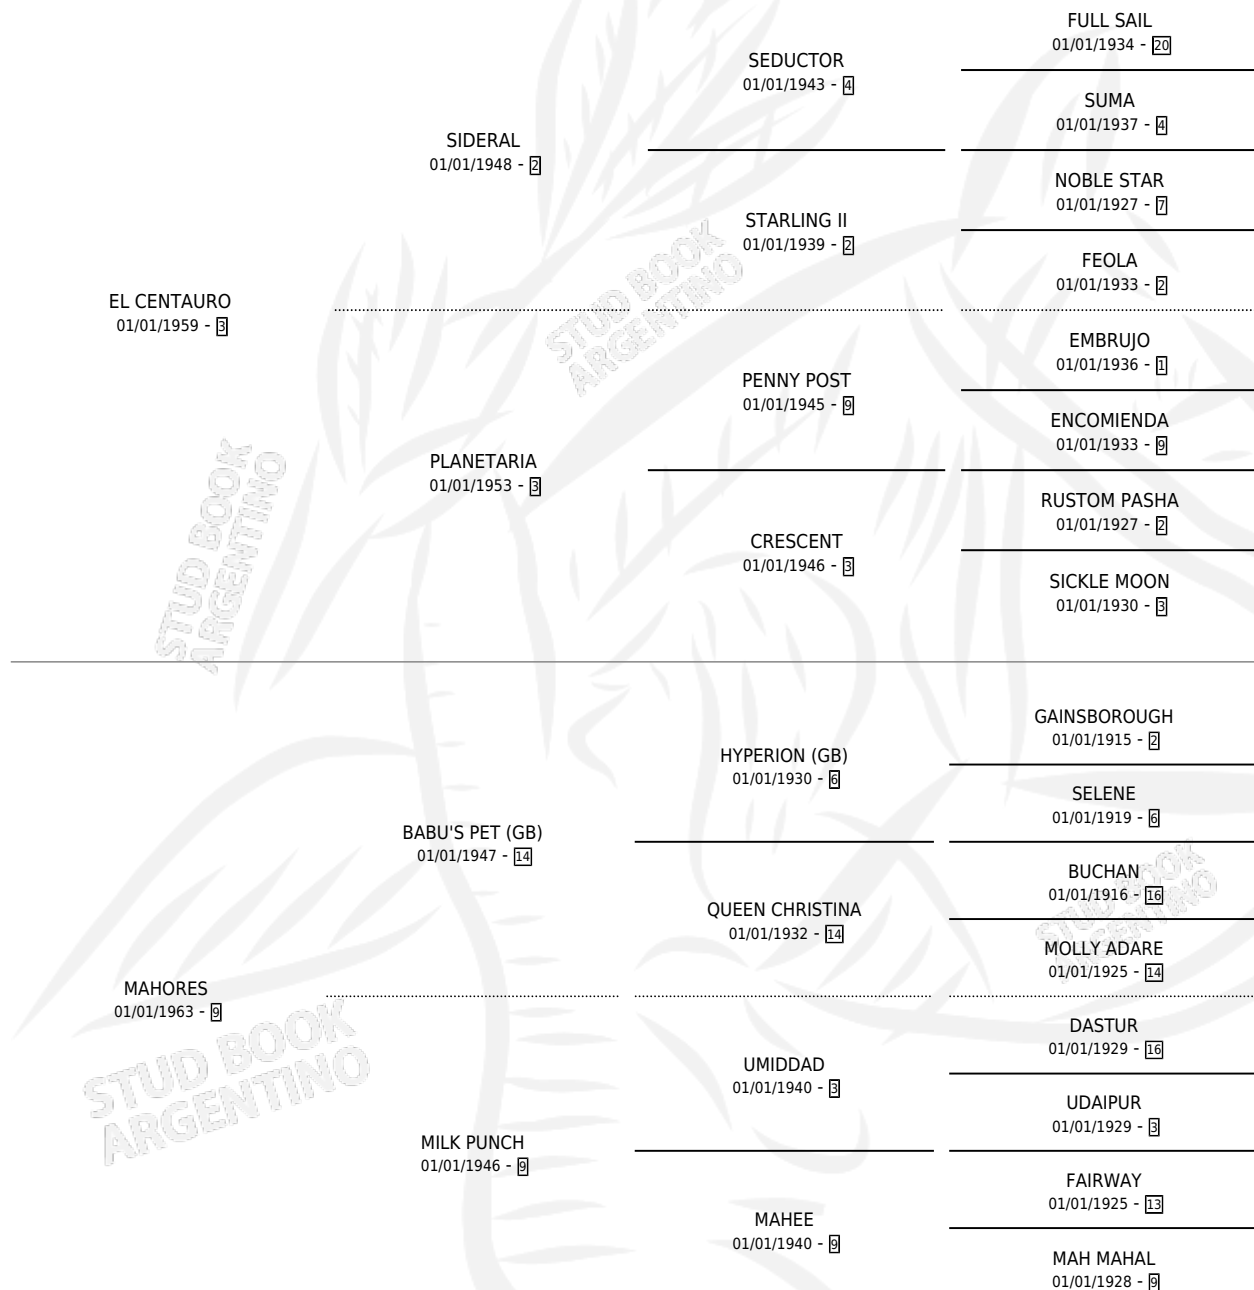 FULL SAIL
01/01/1934 - 20
SEDUCTOR
01/01/1943 - 4
SUMA
01/01/1937 - 4
SIDERAL
01/01/1948 - 2
NOBLE STAR
01/01/1927 - 7
STARLING II
01/01/1939 - 2
FEOLA
01/01/1933 - 2
EL CENTAURO
01/01/1959 - 3
EMBRUJO
01/01/1936 - 1
PENNY POST
01/01/1945 - 9
ENCOMIENDA
01/01/1933 - 9
PLANETARIA
01/01/1953 - 3
RUSTOM PASHA
01/01/1927 - 2
CRESCENT
01/01/1946 - 3
SICKLE MOON
01/01/1930 - 3
GAINSBOROUGH
01/01/1915 - 2
HYPERION (GB)
01/01/1930 - 6
SELENE
01/01/1919 - 6
BABU'S PET (GB)
01/01/1947 - 14
BUCHAN
01/01/1916 - 16
QUEEN CHRISTINA
01/01/1932 - 14
MOLLY ADARE
01/01/1925 - 14
MAHORES
01/01/1963 - 9
DASTUR
01/01/1929 - 16
UMIDDAD
01/01/1940 - 3
UDAIPUR
01/01/1929 - 3
MILK PUNCH
01/01/1946 - 9
FAIRWAY
01/01/1925 - 13
MAHEE
01/01/1940 - 9
MAH MAHAL
01/01/1928 - 9
STUD BOOK
ARGENTINO
STUD BOOK
ARGENTINO
STUD BOOK
ARGENTINO
STUD BOOK
ARGENTINO